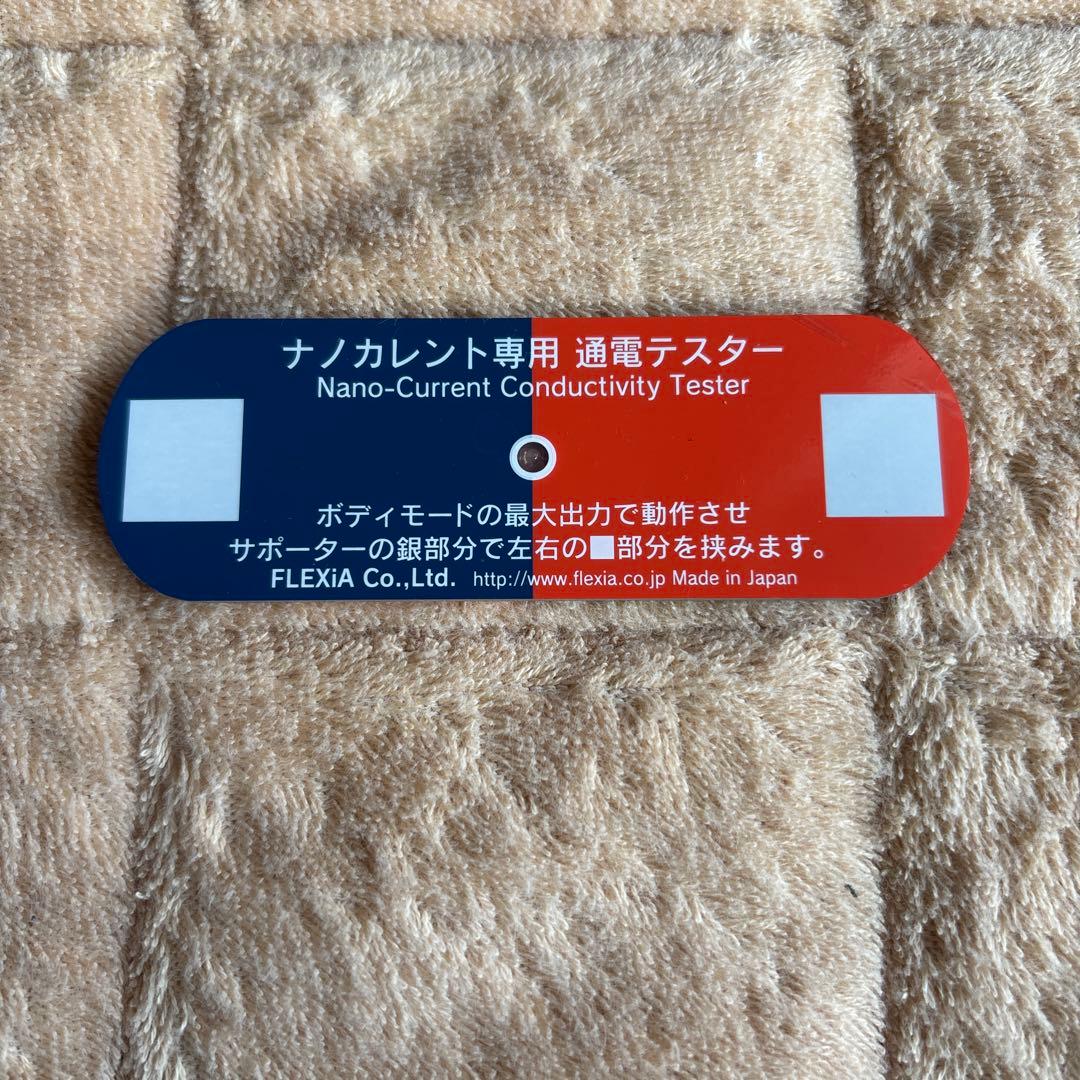 ナノカレント専用 通電テスター
Nano-Current Conductivity Tester
ボディモードの最大出力で動作させ
サポーターの銀部分で左右の■部分を挟みます。
FLEXiA Co.,Ltd. http://www.flexia.co.jp Made in Japan